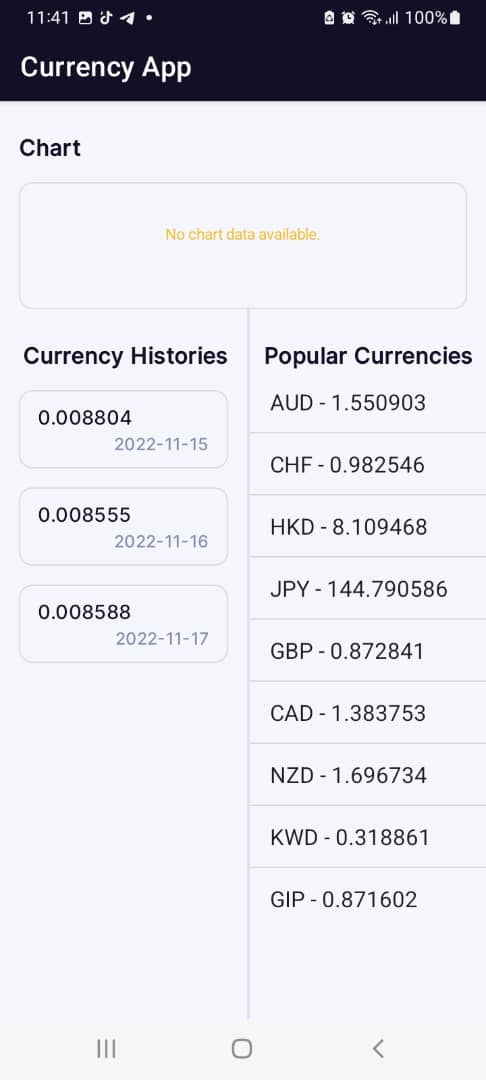 11:41
100%
Currency App
Chart
No chart data available.
Currency Histories
0.008804
2022-11-15
0.008555
2022-11-16
0.008588
2022-11-17
Popular Currencies
AUD - 1.550903
CHF - 0.982546
HKD - 8.109468
JPY - 144.790586
GBP - 0.872841
CAD - 1.383753
NZD - 1.696734
KWD - 0.318861
GIP - 0.871602